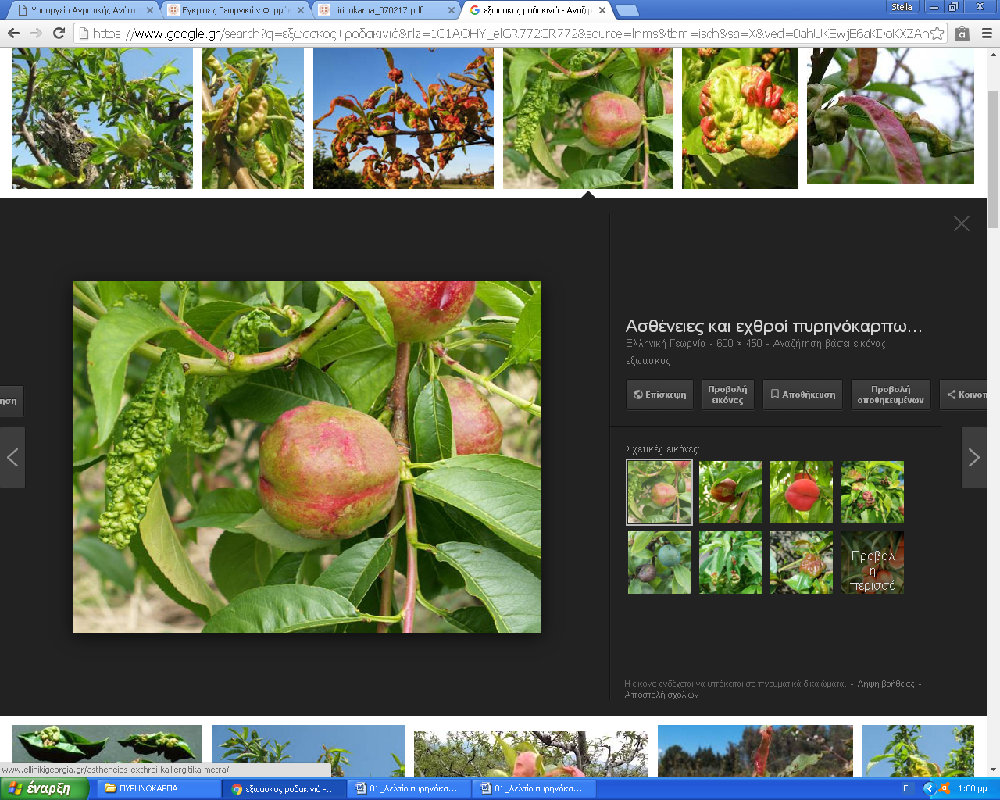 Υπουργείο Αγροτικής Ανάπτυ
Εγκρίσεις Γεωργικών Φαρμάκ
pirinokarpa_070217.pdf
εξωασκος ροδακινιά - Αναζήτ
Stella
https://www.google.gr/search?q=εξωασκος+ροδακινιά&rlz=1C1AOHY_elGR772GR772&source=lnms&tbm=isch&sa=X&ved=0ahUKEwjE6aKDoKXZAh
Ασθένειες και εχθροί πυρηνόκαρπω...
Ελληνική Γεωργία - 600 × 450 - Αναζήτηση βάσει εικόνας
εξωασκος
ηση
Επίσκεψη
Προβολή
εικόνας
Αποθήκευση
Προβολή
αποθηκευμένων
Κοινοπ
Σχετικές εικόνες:
Προβολ
ή
περισσό
Η εικόνα ενδέχεται να υπόκειται σε πνευματικά δικαιώματα. - Λήψη βοήθειας -
Αποστολή σχολίων
www.ellinikigeorgia.gr/astheneies-exthroi-kalliergitika-metra/
έναρξη
ΠΥΡΗΝΟΚΑΡΠΑ
εξωασκος ροδακινιά -...
01_Δελτίο πυρηνόκα...
01_Δελτίο πυρηνόκα...
EL
1:00 μμ